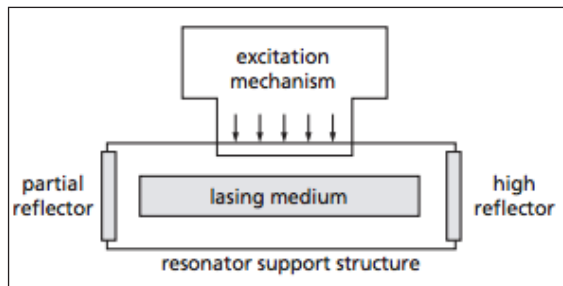 excitation
mechanism
partial
reflector
lasing medium
high
reflector
resonator support structure